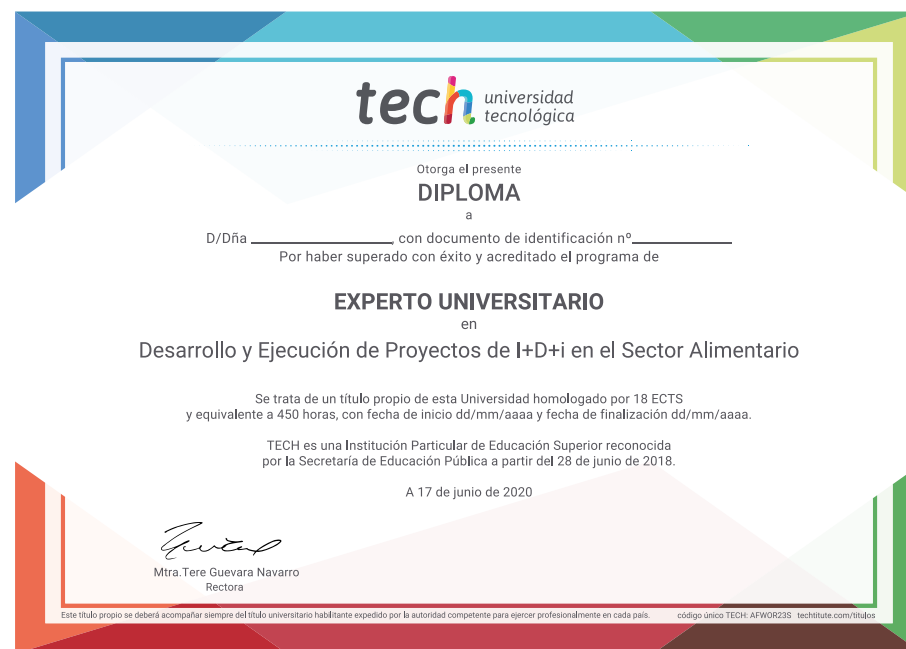 tech universidad
tecnológica
Otorga el presente
DIPLOMA
a
D/Dña ____________, con documento de identificación nº____________
Por haber superado con éxito y acreditado el programa de
EXPERTO UNIVERSITARIO
en
Desarrollo y Ejecución de Proyectos de I+D+i en el Sector Alimentario
Se trata de un título propio de esta Universidad homologado por 18 ECTS
y equivalente a 450 horas, con fecha de inicio dd/mm/aaaa y fecha de finalización dd/mm/aaaa.
TECH es una Institución Particular de Educación Superior reconocida
por la Secretaría de Educación Pública a partir del 28 de junio de 2018.
A 17 de junio de 2020
Mtra.Tere Guevara Navarro
Rectora
Este título propio se deberá acompañar siempre del título universitario habilitante expedido por la autoridad competente para ejercer profesionalmente en cada país. código único TECH: AFWOR23S techtitute.com/titulos